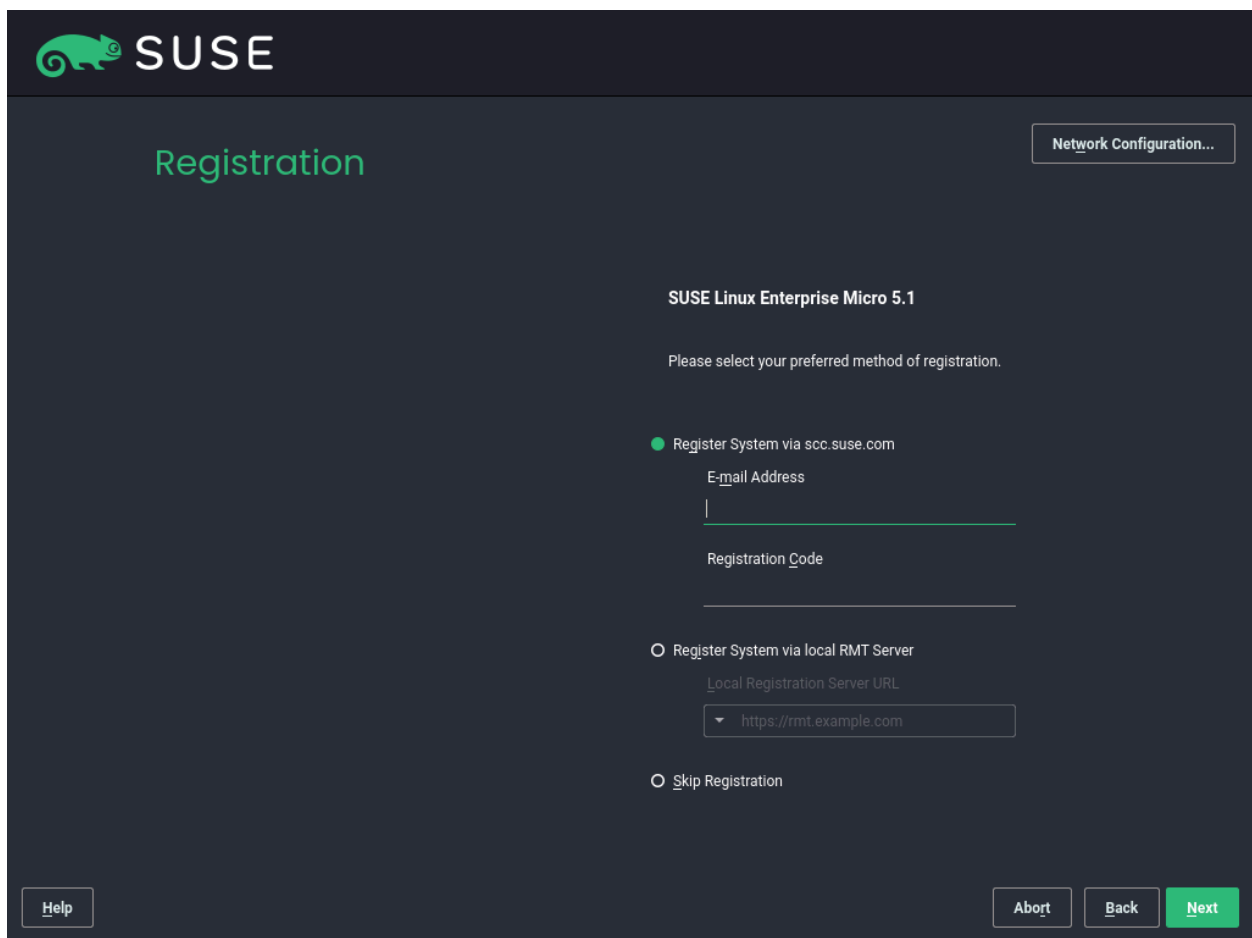 SUSE
Registration
Network Configuration...
SUSE Linux Enterprise Micro 5.1
Please select your preferred method of registration.
Register System via scc.suse.com
E-mail Address
Registration Code
Register System via local RMT Server
Local Registration Server URL
https://rmt.example.com
Skip Registration
Help
Abort
Back
Next